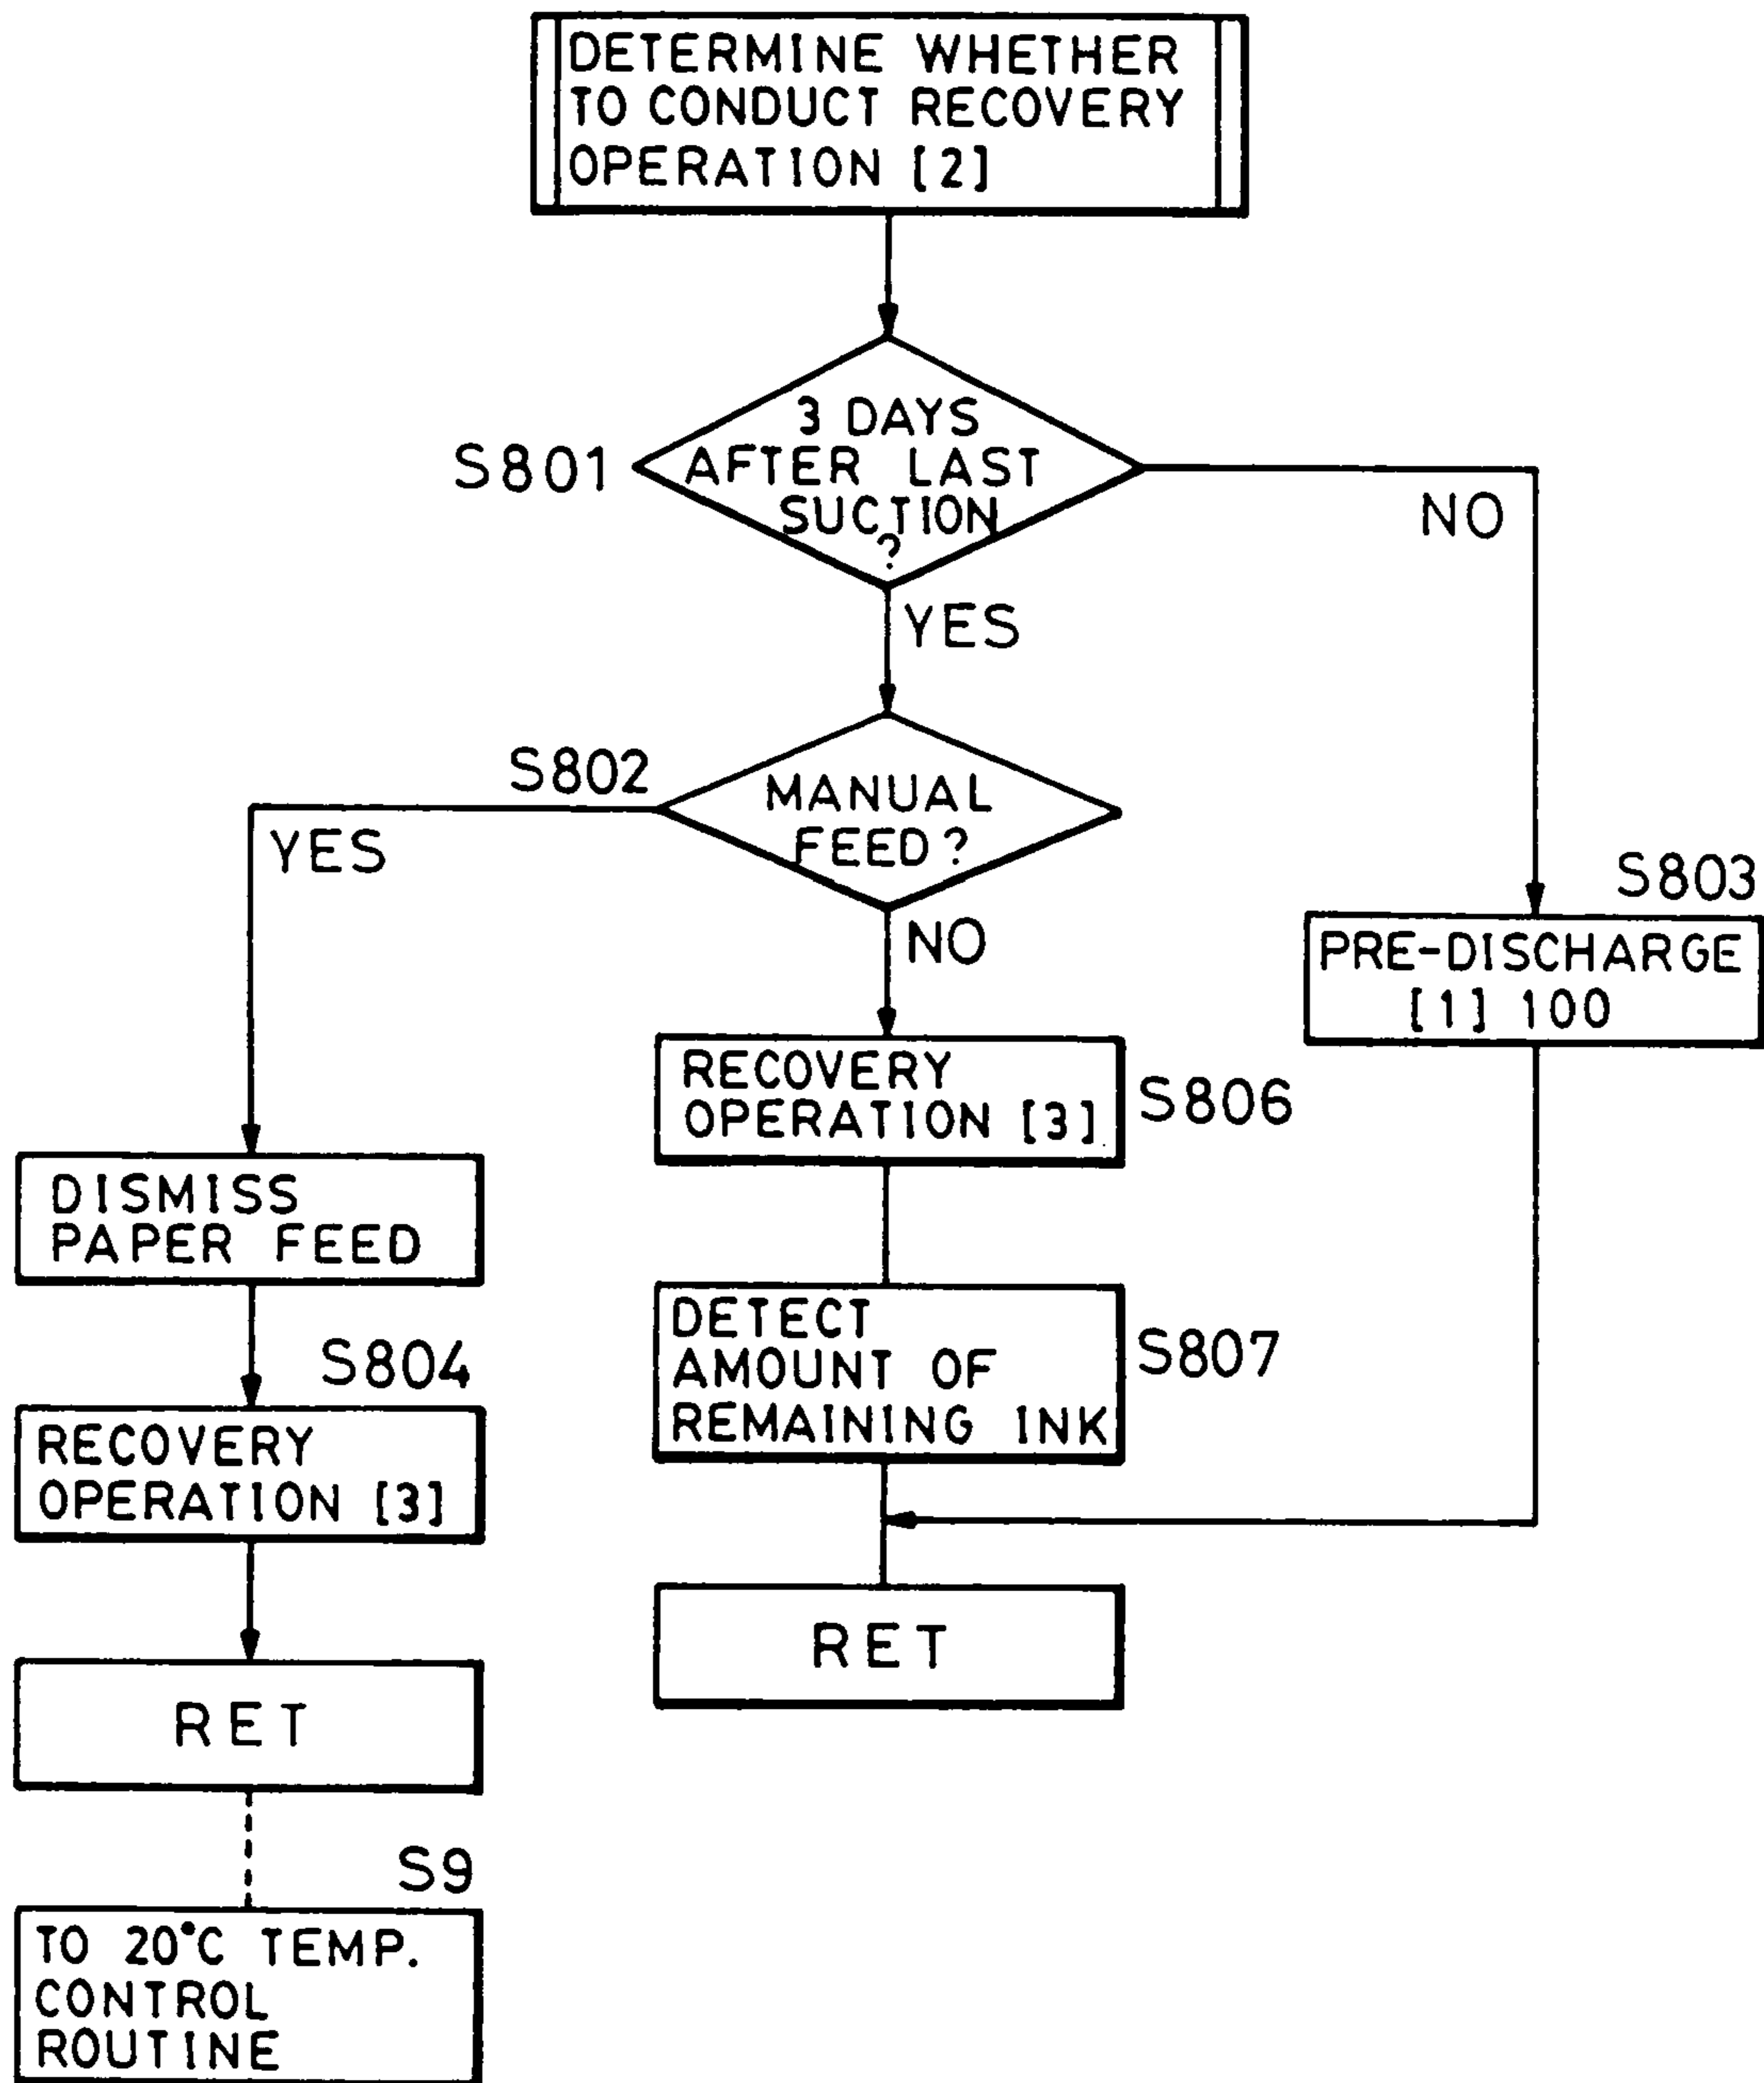 DETERMINE WHETHER
TO CONDUCT RECOVERY
OPERATION [2]
3 DAYS
AFTER LAST
SUCTION
?
S801
NO
YES
S802
MANUAL
FEED?
YES
NO
S803
PRE-DISCHARGE
[1] 100
RECOVERY
OPERATION [3]
S806
DISMISS
PAPER FEED
DETECT
AMOUNT OF
REMAINING INK
S807
S804
RECOVERY
OPERATION [3]
RET
RET
S9
TO 20°C TEMP.
CONTROL
ROUTINE